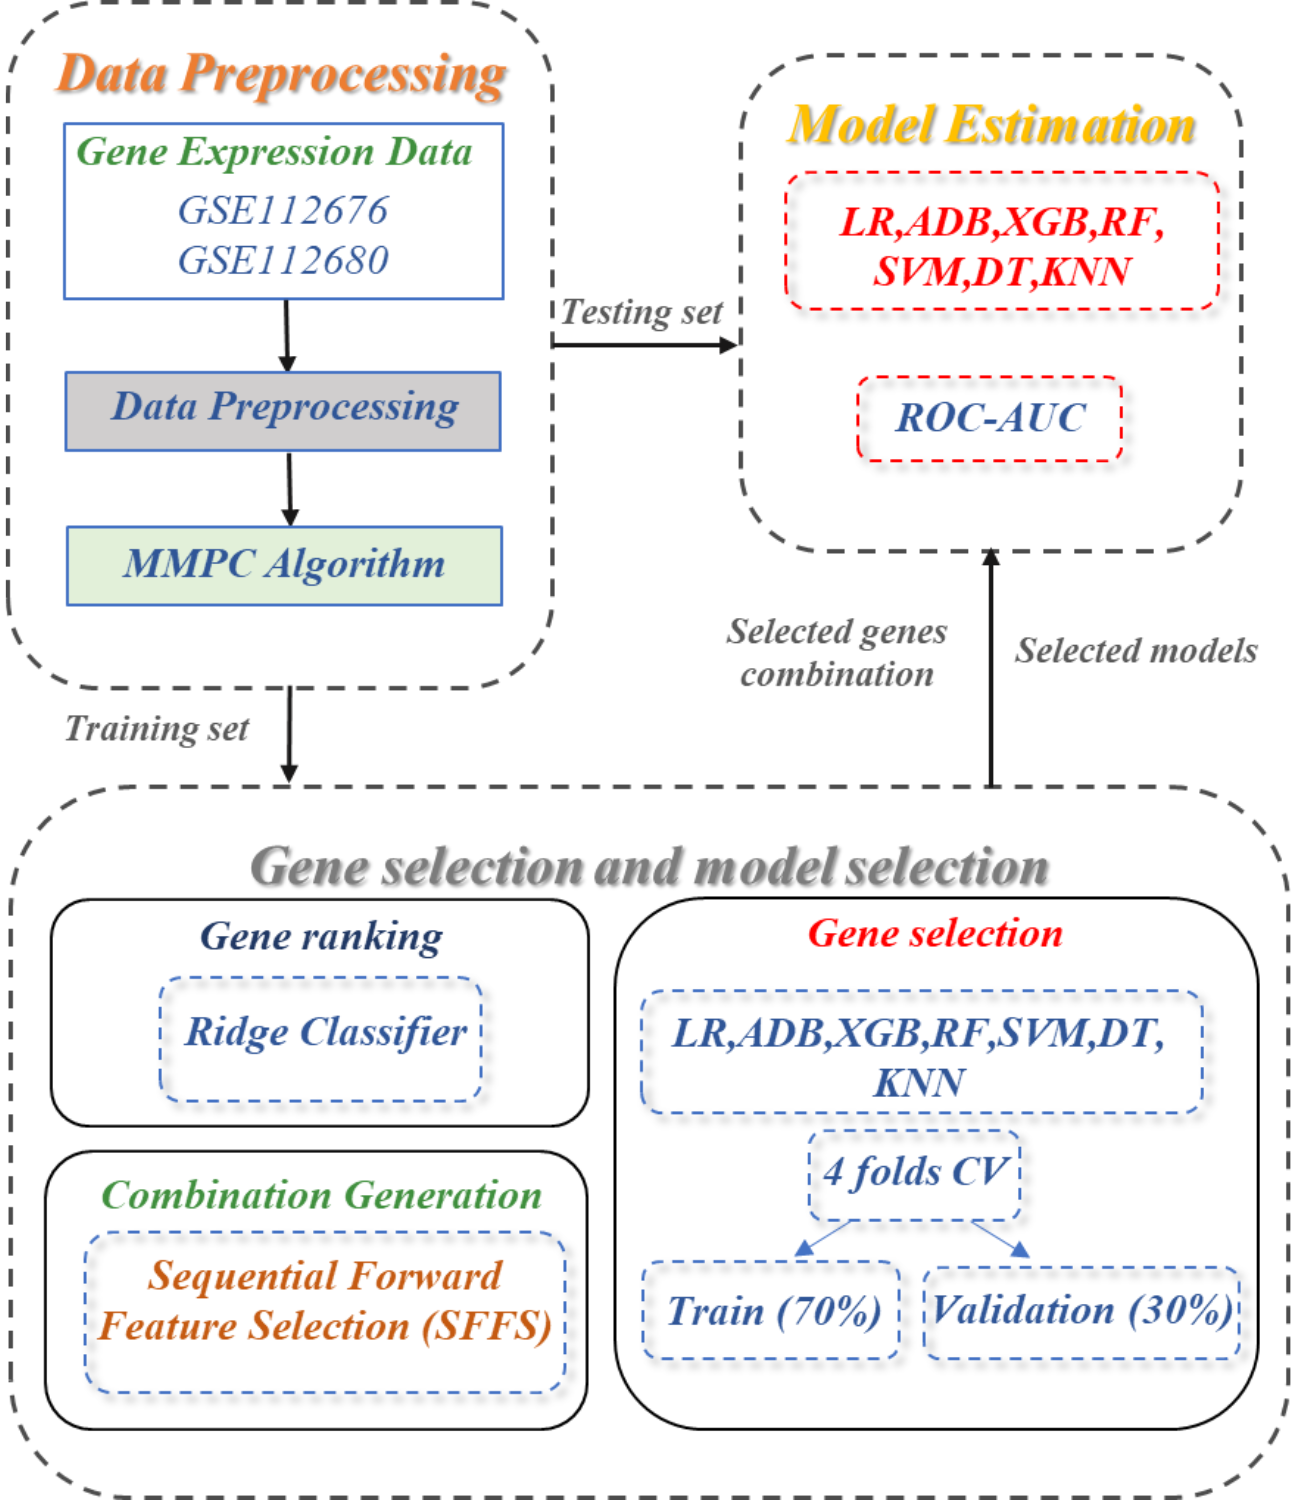 Data Preprocessing
Gene Expression Data
GSE112676
GSE112680
Data Preprocessing
MMPC Algorithm
Testing set
Model Estimation
LR,ADB,XGB,RF,
SVM,DT,KNN
ROC-AUC
Training set
Selected genes
combination
Selected models
Gene selection and model selection
Gene ranking
Ridge Classifier
Combination Generation
Sequential Forward
Feature Selection (SFFS)
Gene selection
LR,ADB,XGB,RF,SVM,DT,
KNN
4 folds CV
Train (70%)
Validation (30%)